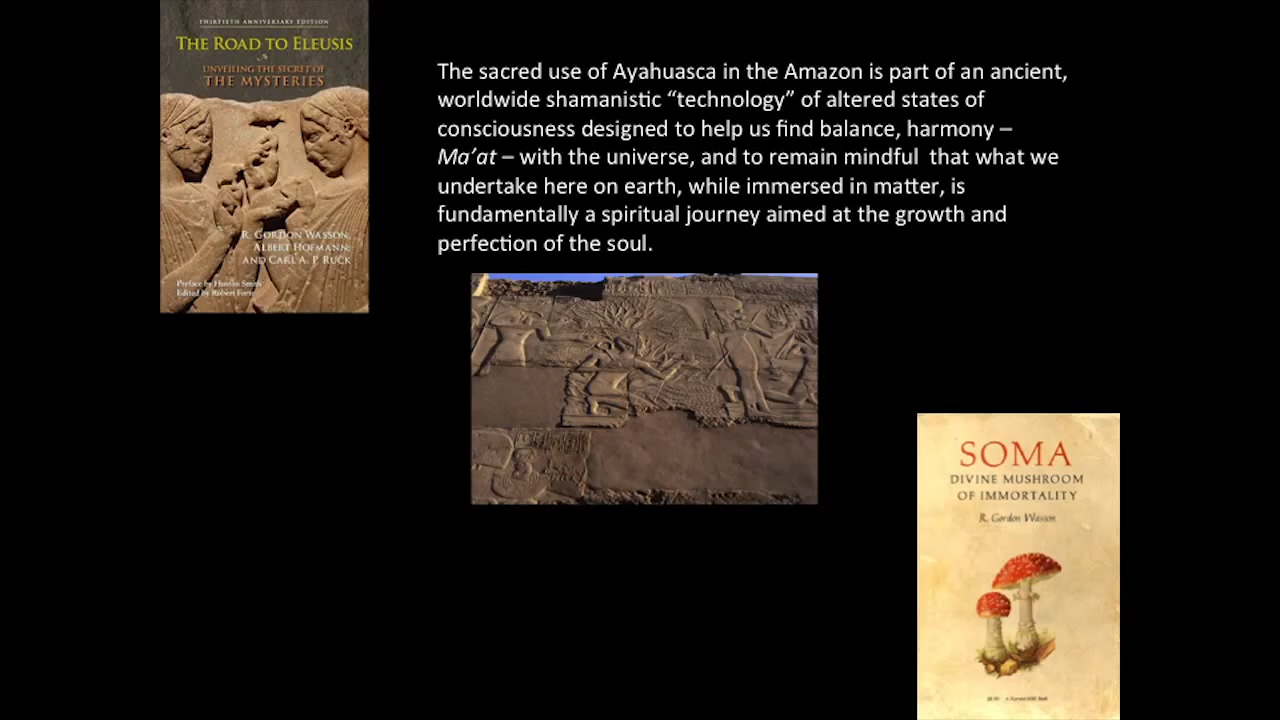 THIRTIETH ANNIVERSARY EDITION
THE ROAD TO ELEUSIS
UNVEILING THE SECRET OF
THE MYSTERIES
R. GORDON WASSON,
ALBERT HOFMANN,
AND CARL A. P. RUCK
Preface by Huston Smith
Edited by Robert Forte
The sacred use of Ayahuasca in the Amazon is part of an ancient,
worldwide shamanistic “technology” of altered states of
consciousness designed to help us find balance, harmony –
Ma’at – with the universe, and to remain mindful  that what we
undertake here on earth, while immersed in matter, is
fundamentally a spiritual journey aimed at the growth and
perfection of the soul.
SOMA
DIVINE MUSHROOM
OF IMMORTALITY
R. Gordon Wasson